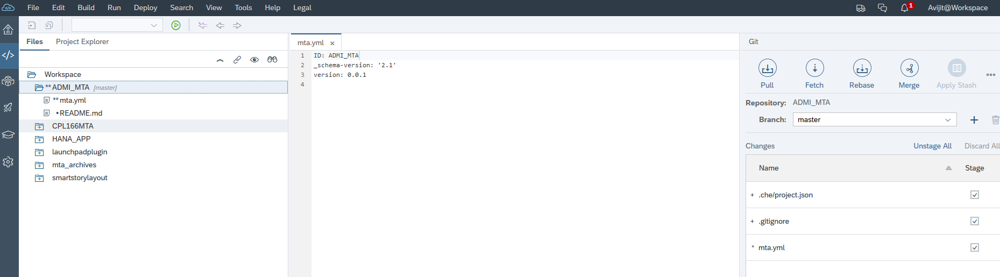 File Edit Build Run Deploy Search View Tools Help Legal 1 Avijit@Workspace
Files Project Explorer
Workspace
** ADMI_MTA [master]
** mta.yml
• README.md
CPL166MTA
HANA_APP
launchpadplugin
mta_archives
smartstorylayout
mta.yml ×
1 ID: ADMI_MTA
2 _schema-version: '2.1'
3 version: 0.0.1
4
Git
Pull Fetch Rebase Merge Apply Stash
Repository: ADMI_MTA
Branch: master
Changes Unstage All Discard All
Name Stage
+ .che/project.json
+ .gitignore
* mta.yml